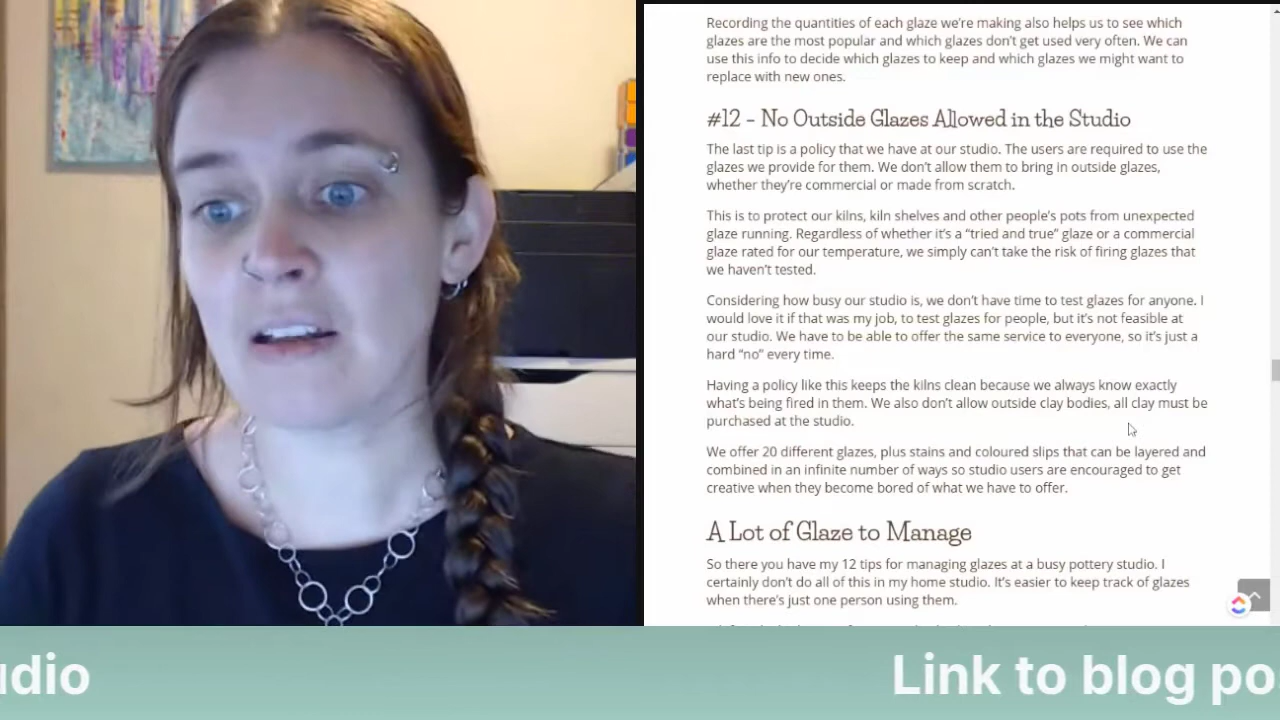 Recording the quantities of each glaze we're making also helps us to see which
glazes are the most popular and which glazes don't get used very often. We can
use this info to decide which glazes to keep and which glazes we might want to
replace with new ones.
#12 – No Outside Glazes Allowed in the Studio
The last tip is a policy that we have at our studio. The users are required to use the
glazes we provide for them. We don't allow them to bring in outside glazes,
whether they're commercial or made from scratch.
This is to protect our kilns, kiln shelves and other people's pots from unexpected
glaze running. Regardless of whether it's a “tried and true” glaze or a commercial
glaze rated for our temperature, we simply can't take the risk of firing glazes that
we haven't tested.
Considering how busy our studio is, we don't have time to test glazes for anyone. I
would love it if that was my job, to test glazes for people, but it's not feasible at
our studio. We have to be able to offer the same service to everyone, so it's just a
hard “no” every time.
Having a policy like this keeps the kilns clean because we always know exactly
what's being fired in them. We also don't allow outside clay bodies, all clay must be
purchased at the studio.
We offer 20 different glazes, plus stains and coloured slips that can be layered and
combined in an infinite number of ways so studio users are encouraged to get
creative when they become bored of what we have to offer.
A Lot of Glaze to Manage
So there you have my 12 tips for managing glazes at a busy pottery studio. I
certainly don't do all of this in my home studio. It's easier to keep track of glazes
when there's just one person using them.
udio Link to blog po